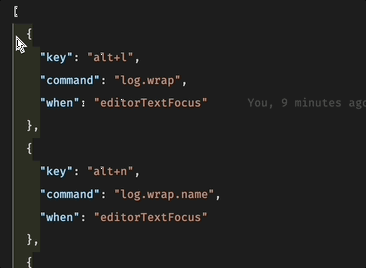 [
{
"key": "alt+l",
"command": "log.wrap",
"when": "editorTextFocus" You, 9 minutes ago
},
{
"key": "alt+n",
"command": "log.wrap.name",
"when": "editorTextFocus"
},
{